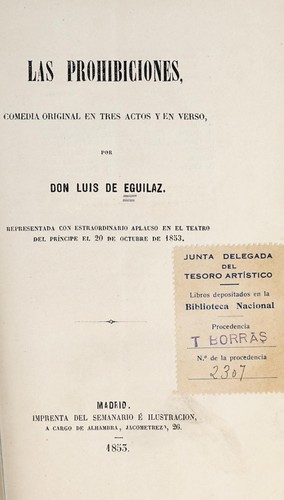 LAS PROHIBICIONES,
COMEDIA ORIGINAL EN TRES ACTOS Y EN VERSO,
POR
DON LUIS DE EGUILAZ.
REPRESENTADA CON ESTRAORDINARIO APLAUSO EN EL TEATRO
DEL PRÍNCIPE EL 20 DE OCTUBRE DE 1853.
JUNTA DELEGADA
DEL
TESORO ARTÍSTICO
Libros depositados en la
Biblioteca Nacional
Procedencia
T BORRAS
N.º de la procedencia
2307
MADRID.
IMPRENTA DEL SEMANARIO É ILUSTRACION,
A CARGO DE ALHAMBRA, JACOMETREZO, 26.
1853.